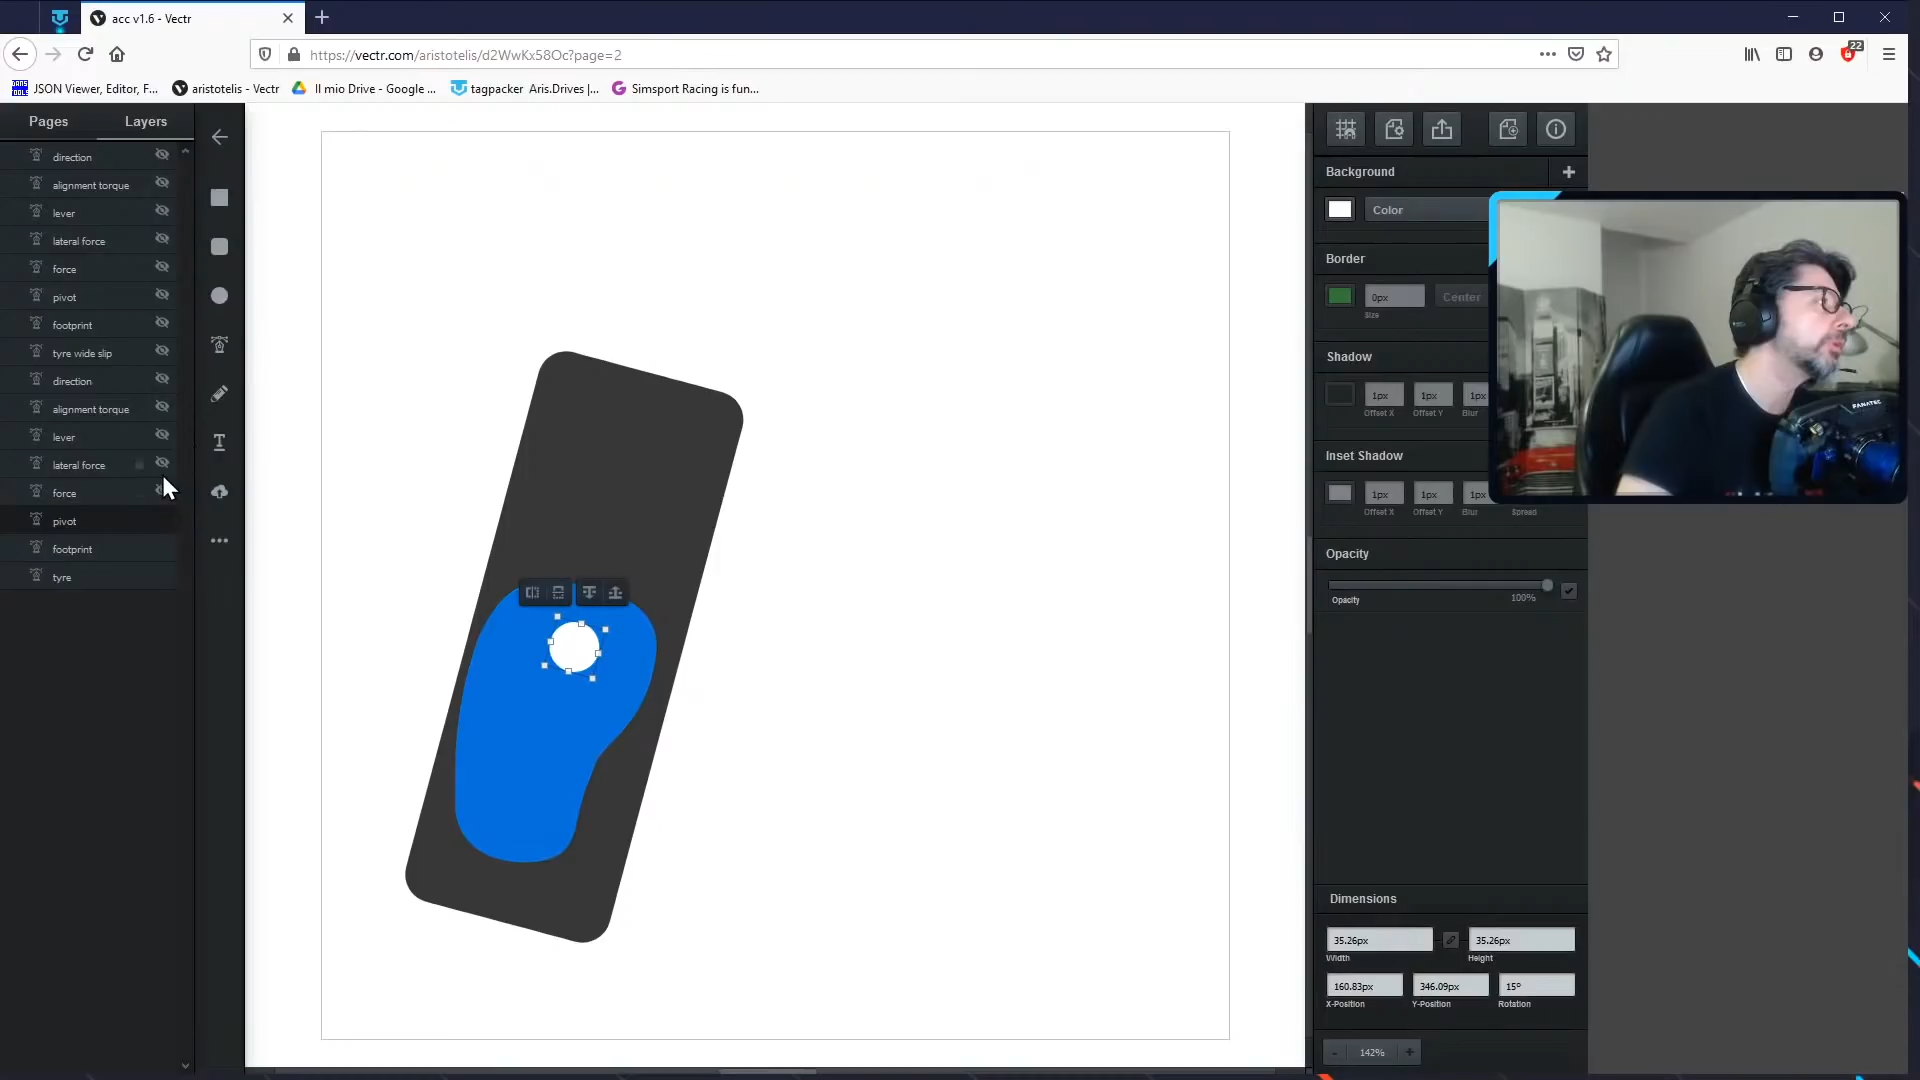 acc v1.6 - Vectr
https://vectr.com/aristotelis/d2WwKx58Oc?page=2
22
JSON Viewer, Editor, F...
aristotelis - Vectr
Il mio Drive - Google ...
tagpacker Aris.Drives |...
Simsport Racing is fun...
Pages
Layers
direction
alignment torque
lever
lateral force
force
pivot
footprint
tyre wide slip
direction
alignment torque
lever
lateral force
force
pivot
footprint
tyre
T
Background
Color
Border
0px
Center
Size
Shadow
1px
1px
1px
Offset X
Offset Y
Blur
Inset Shadow
1px
1px
1px
Offset X
Offset Y
Blur
Spread
Opacity
Opacity
100%
Dimensions
35.26px
35.26px
Width
Height
160.83px
346.09px
15º
X-Position
Y-Position
Rotation
- 142% +
FANATEC